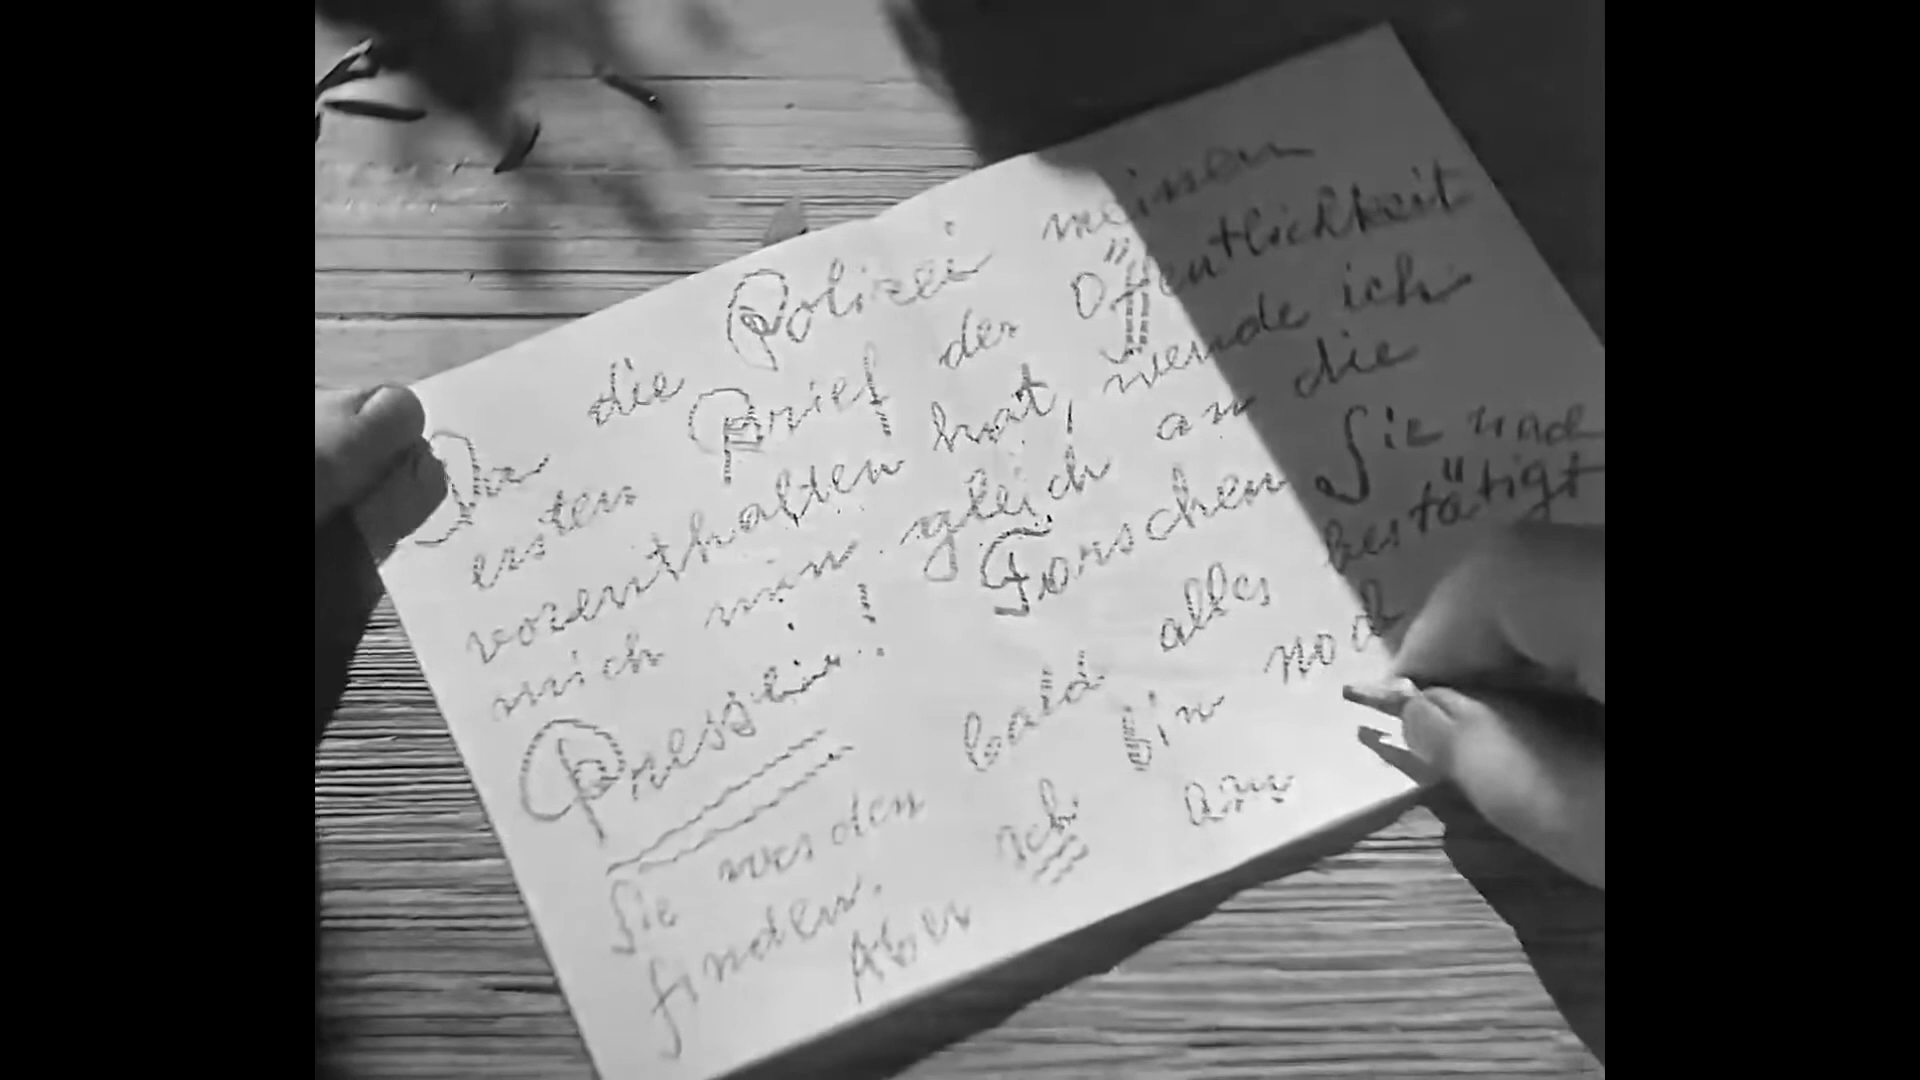 Da die Polizei meinen
ersten Brief der Öffentlichkeit
vorenthalten hat, wende ich
mich nun gleich an die
Presse! Forschen Sie nach
Sie werden bald alles bestätigt
finden.
Aber ich bin noch
am